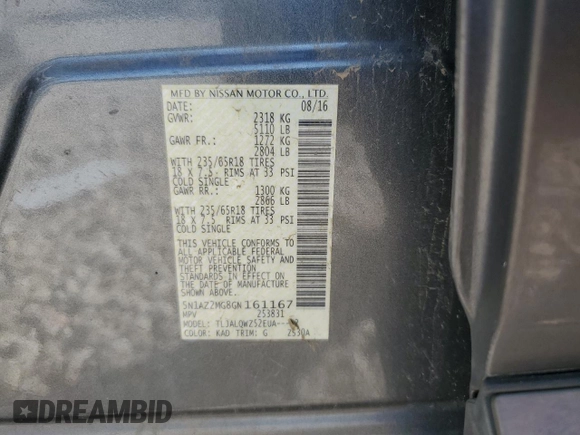 MFD BY NISSAN MOTOR CO., LTD.
DATE: 08/16
GVWR: 2318 KG
5110 LB
GAWR FR.: 1272 KG
2804 LB
WITH 235/65R18 TIRES
18 X 7.5 RIMS AT 33 PSI
COLD SINGLE
GAWR RR.: 1300 KG
2866 LB
WITH 235/65R18 TIRES
18 X 7.5 RIMS AT 33 PSI
COLD SINGLE
THIS VEHICLE CONFORMS TO
ALL APPLICABLE FEDERAL
MOTOR VEHICLE SAFETY AND
THEFT PREVENTION
STANDARDS IN EFFECT ON
THE DATE OF MANUFACTURE
SHOWN ABOVE.
5N1AZ2MG8GN161167
MPV 253831
MODEL:
COLOR: KAD TRIM: G 2530A
DREAMBID